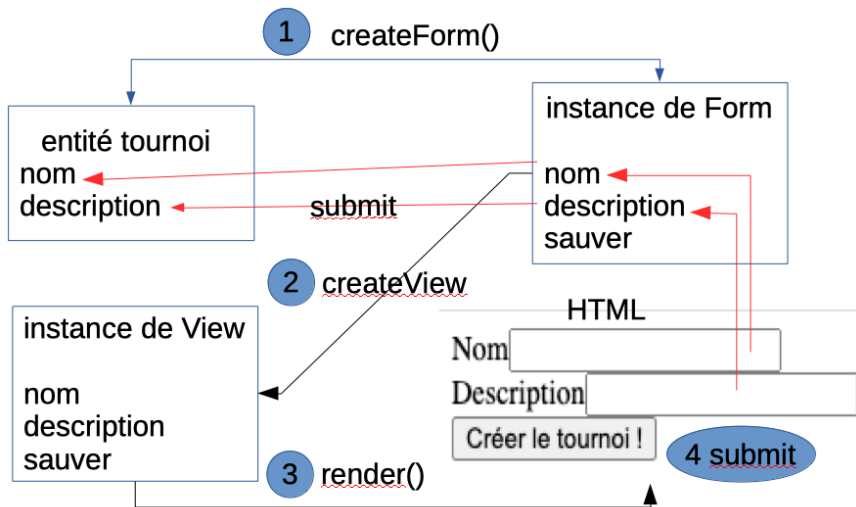 1 createForm()
entité tournoi
nom
description
instance de Form
nom
description
sauver
submit
2 createView
instance de View
nom
description
sauver
HTML
Nom
Description
Créer le tournoi !
4 submit
3 render()